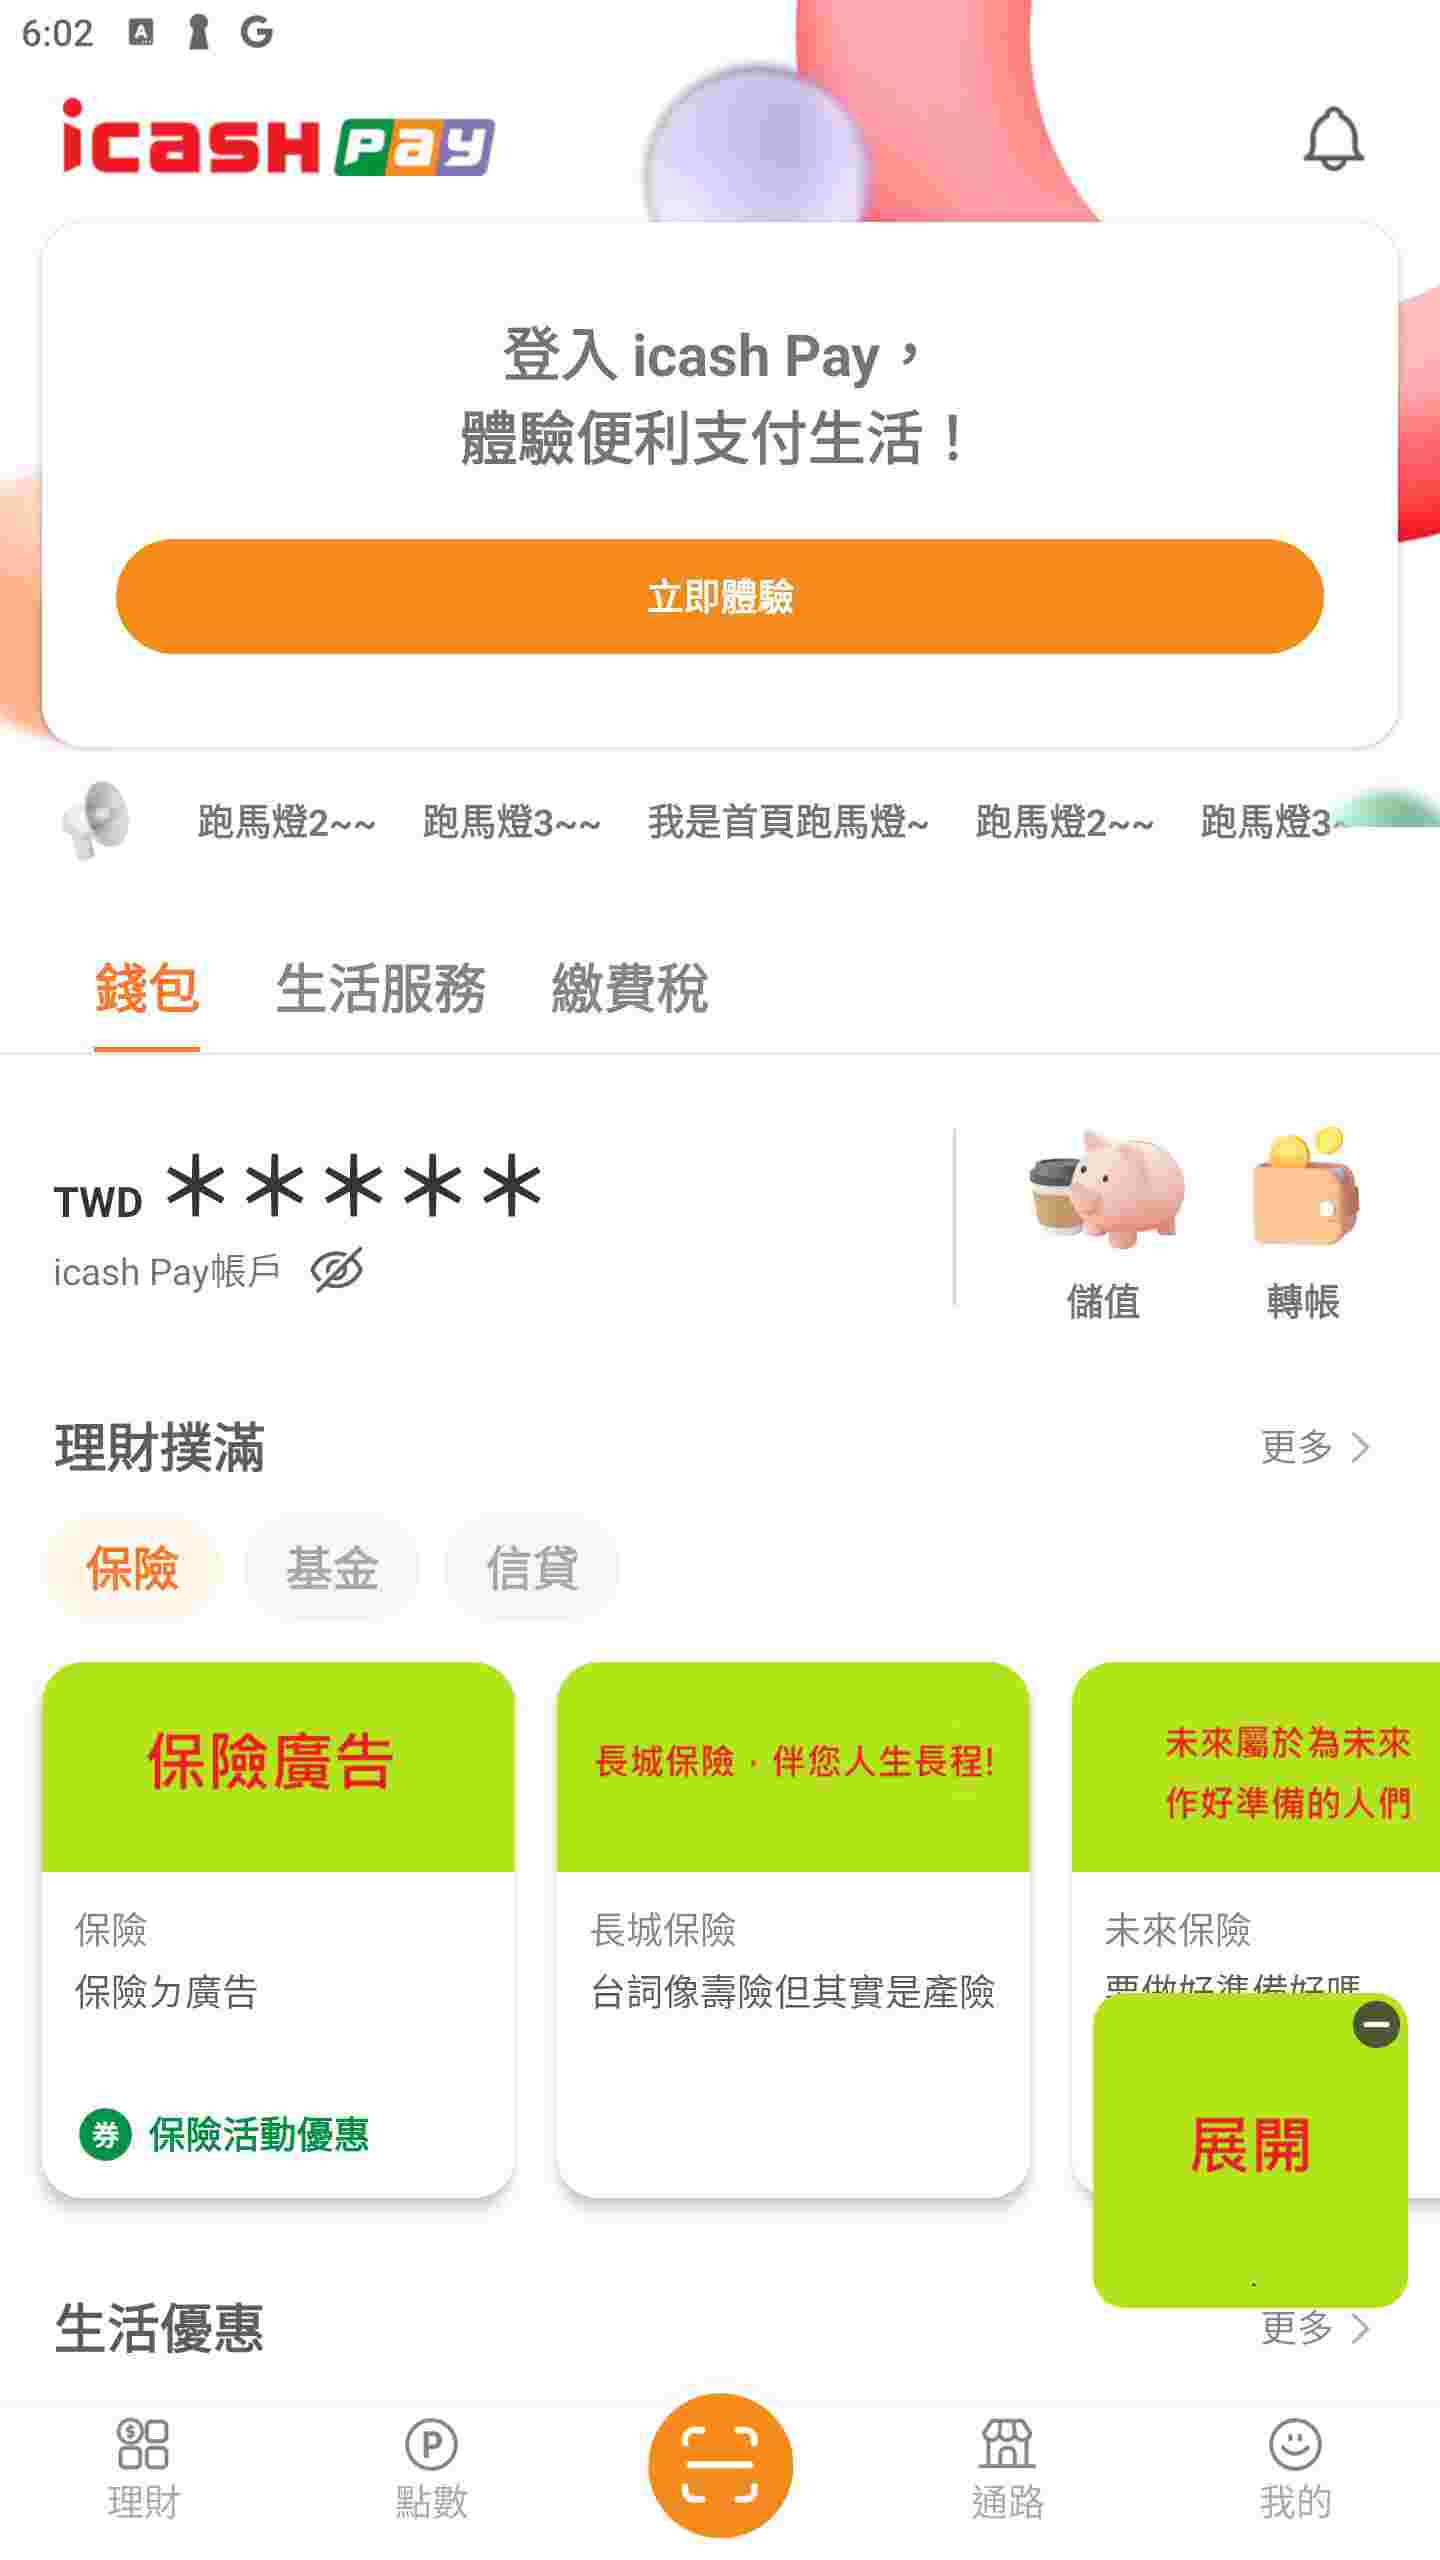 6:02
icash Pay
登入 icash Pay，
體驗便利支付生活！
立即體驗
跑馬燈2~~ 跑馬燈3~~ 我是首頁跑馬燈~ 跑馬燈2~~ 跑馬燈3~
錢包 生活服務 繳費稅
TWD ＊＊＊＊＊
icash Pay帳戶
儲值 轉帳
理財撲滿 更多
保險 基金 信貸
保險廣告
長城保險，伴您人生長程!
未來屬於為未來
作好準備的人們
保險
保險ㄉ廣告
券 保險活動優惠
長城保險
台詞像壽險但其實是產險
未來保險
要做好準備好嗎
展開
生活優惠 更多
理財 點數 通路 我的